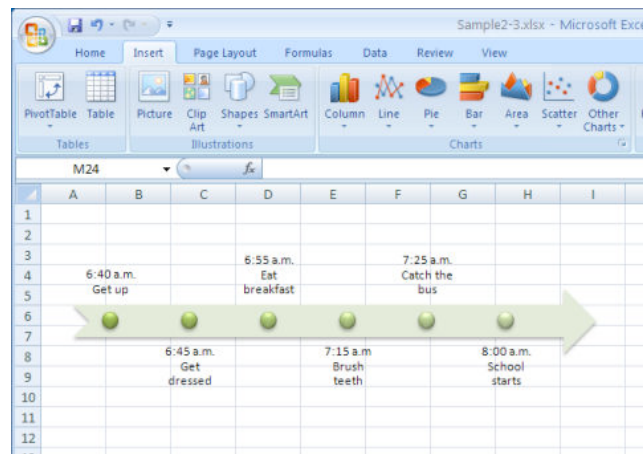 Sample2-3.xlsx - Microsoft Exce
Home Insert Page Layout Formulas Data Review View
PivotTable Table Picture Clip Art Shapes SmartArt Column Line Pie Bar Area Scatter Other Charts
Tables Illustrations Charts
M24 fx
A B C D E F G H I
1
2
3
4
5
6
7
8
9
10
11
12
6:40 a.m.
Get up
6:45 a.m.
Get
dressed
6:55 a.m.
Eat
breakfast
7:15 a.m
Brush
teeth
7:25 a.m.
Catch the
bus
8:00 a.m.
School
starts